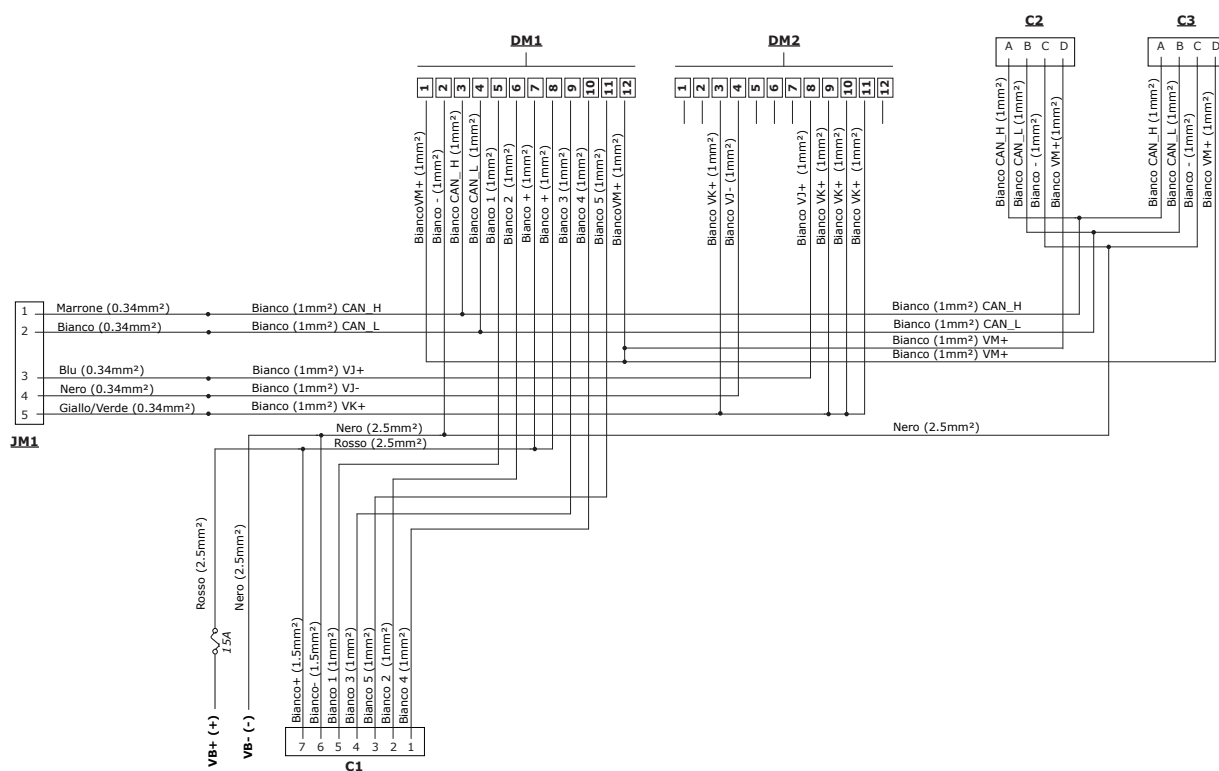 C2
C3
DM1
DM2
A B C D
A B C D
1 2 3 4 5 6 7 8 9 10 11 12
1 2 3 4 5 6 7 8 9 10 11 12
BiancoVM+ (1mm²)
Bianco - (1mm²)
Bianco CAN_ H (1mm²)
Bianco CAN_L (1mm²)
Bianco 1 (1mm²)
Bianco 2 (1mm²)
Bianco + (1mm²)
Bianco + (1mm²)
Bianco 3 (1mm²)
Bianco 4 (1mm²)
Bianco 5 (1mm²)
BiancoVM+ (1mm²)
Bianco VK+ (1mm²)
Bianco VJ- (1mm²)
Bianco VJ+ (1mm²)
Bianco VK+ (1mm²)
Bianco VK+ (1mm²)
Bianco VK+ (1mm²)
Bianco CAN_H (1mm²)
Bianco CAN_L (1mm²)
Bianco - (1mm²)
Bianco VM+(1mm²)
Bianco CAN_H (1mm²)
Bianco CAN_L (1mm²)
Bianco - (1mm²)
Bianco VM+ (1mm²)
1 Marrone (0.34mm²) Bianco (1mm²) CAN_H Bianco (1mm²) CAN_H
2 Bianco (0.34mm²) Bianco (1mm²) CAN_L Bianco (1mm²) CAN_L
Bianco (1mm²) VM+
Bianco (1mm²) VM+
3 Blu (0.34mm²) Bianco (1mm²) VJ+
4 Nero (0.34mm²) Bianco (1mm²) VJ-
5 Giallo/Verde (0.34mm²) Bianco (1mm²) VK+
JM1
Nero (2.5mm²) Nero (2.5mm²)
Rosso (2.5mm²)
Rosso (2.5mm²)
Nero (2.5mm²)
15A
VB+ (+)
VB- (-)
Bianco+ (1.5mm²)
Bianco- (1.5mm²)
Bianco 1 (1mm²)
Bianco 3 (1mm²)
Bianco 5 (1mm²)
Bianco 2 (1mm²)
Bianco 4 (1mm²)
7 6 5 4 3 2 1
C1